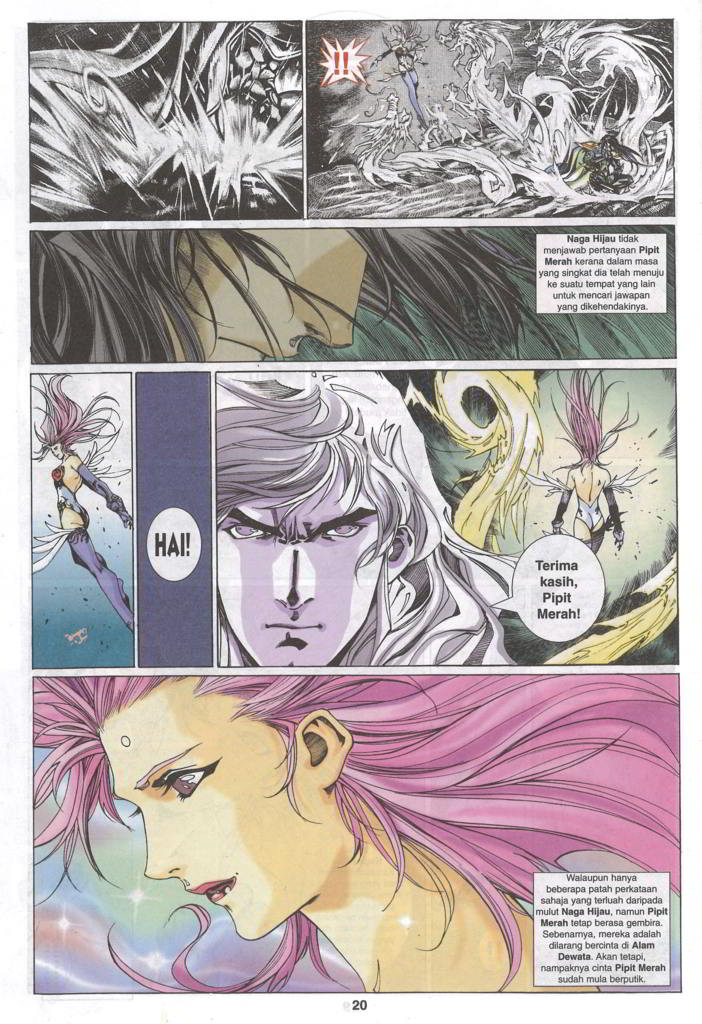 !!
Naga Hijau tidak
menjawab pertanyaan Pipit
Merah kerana dalam masa
yang singkat dia telah menuju
ke suatu tempat yang lain
untuk mencari jawapan
yang dikehendakinya.
HAI!
Terima
kasih,
Pipit
Merah!
Walaupun hanya
beberapa patah perkataan
sahaja yang terluah daripada
mulut Naga Hijau, namun Pipit
Merah tetap berasa gembira.
Sebenarnya, mereka adalah
dilarang bercinta di Alam
Dewata. Akan tetapi,
nampaknya cinta Pipit Merah
sudah mula berputik.
20